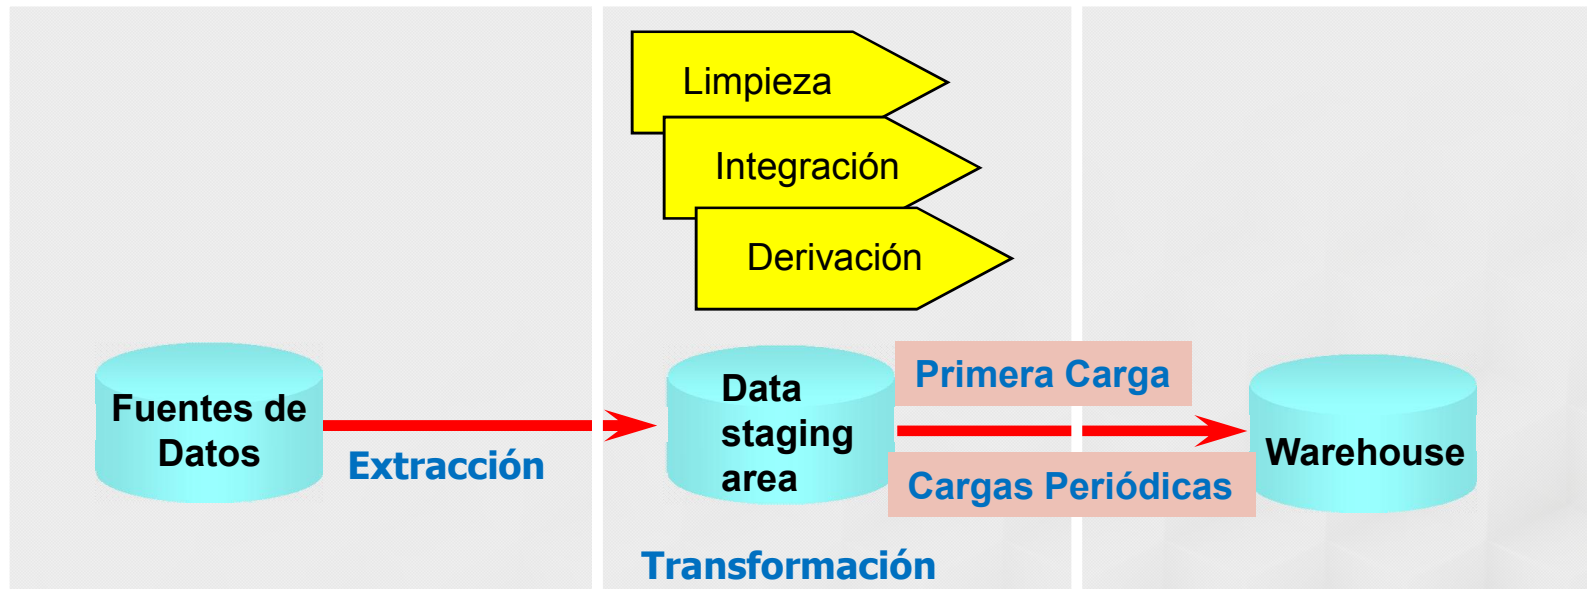 Limpieza
Integración
Derivación
Fuentes de
Datos
Extracción
Data
staging
area
Primera Carga
Cargas Periódicas
Warehouse
Transformación